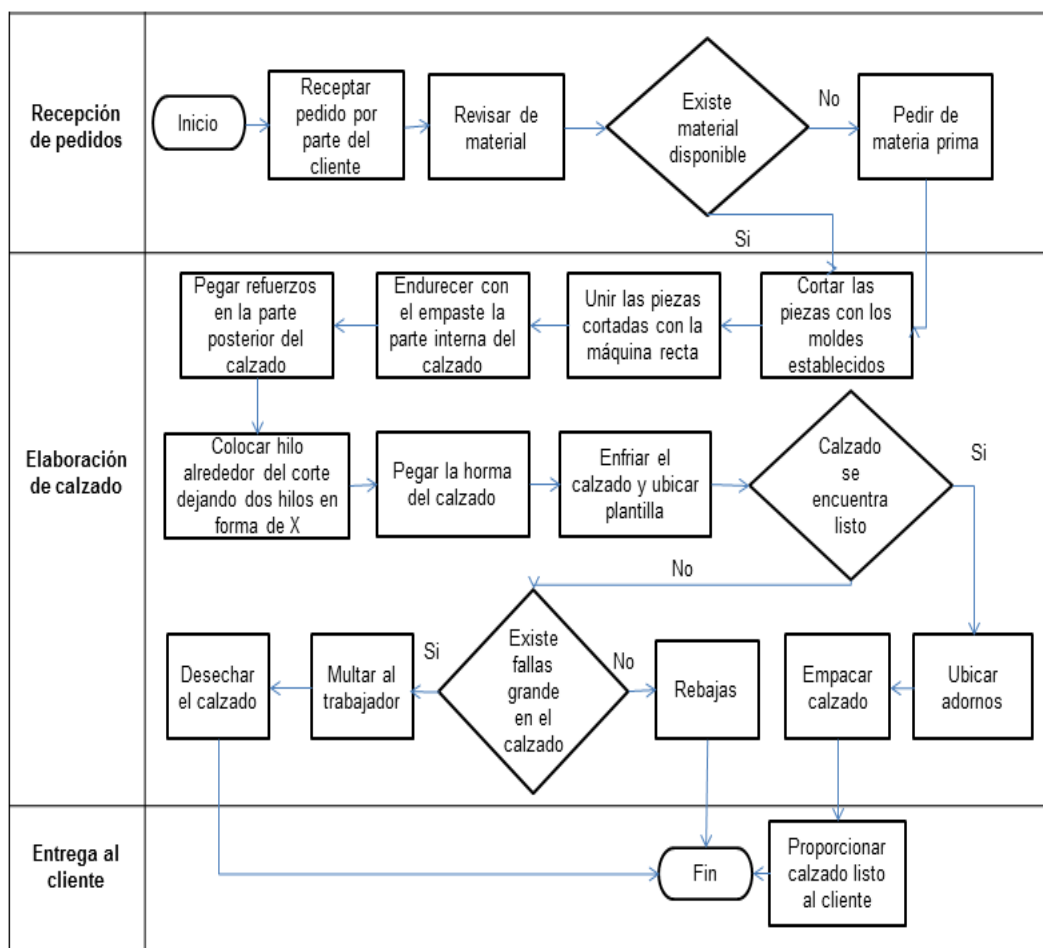 Recepción
de pedidos
Inicio
Receptar
pedido por
parte del
cliente
Revisar de
material
Existe
material
disponible
No
Pedir de
materia prima
Si
Elaboración
de calzado
Pegar refuerzos
en la parte
posterior del
calzado
Endurecer con
el empaste la
parte interna del
calzado
Unir las piezas
cortadas con la
máquina recta
Cortar las
piezas con los
moldes
establecidos
Colocar hilo
alrededor del corte
dejando dos hilos en
forma de X
Pegar la horma
del calzado
Enfriar el
calzado y ubicar
plantilla
Calzado
se
encuentra
listo
Si
No
Desechar
el calzado
Multar al
trabajador
Si
Existe
fallas
grande
en el
calzado
No
Rebajas
Empacar
calzado
Ubicar
adornos
Entrega al
cliente
Fin
Proporcionar
calzado listo
al cliente